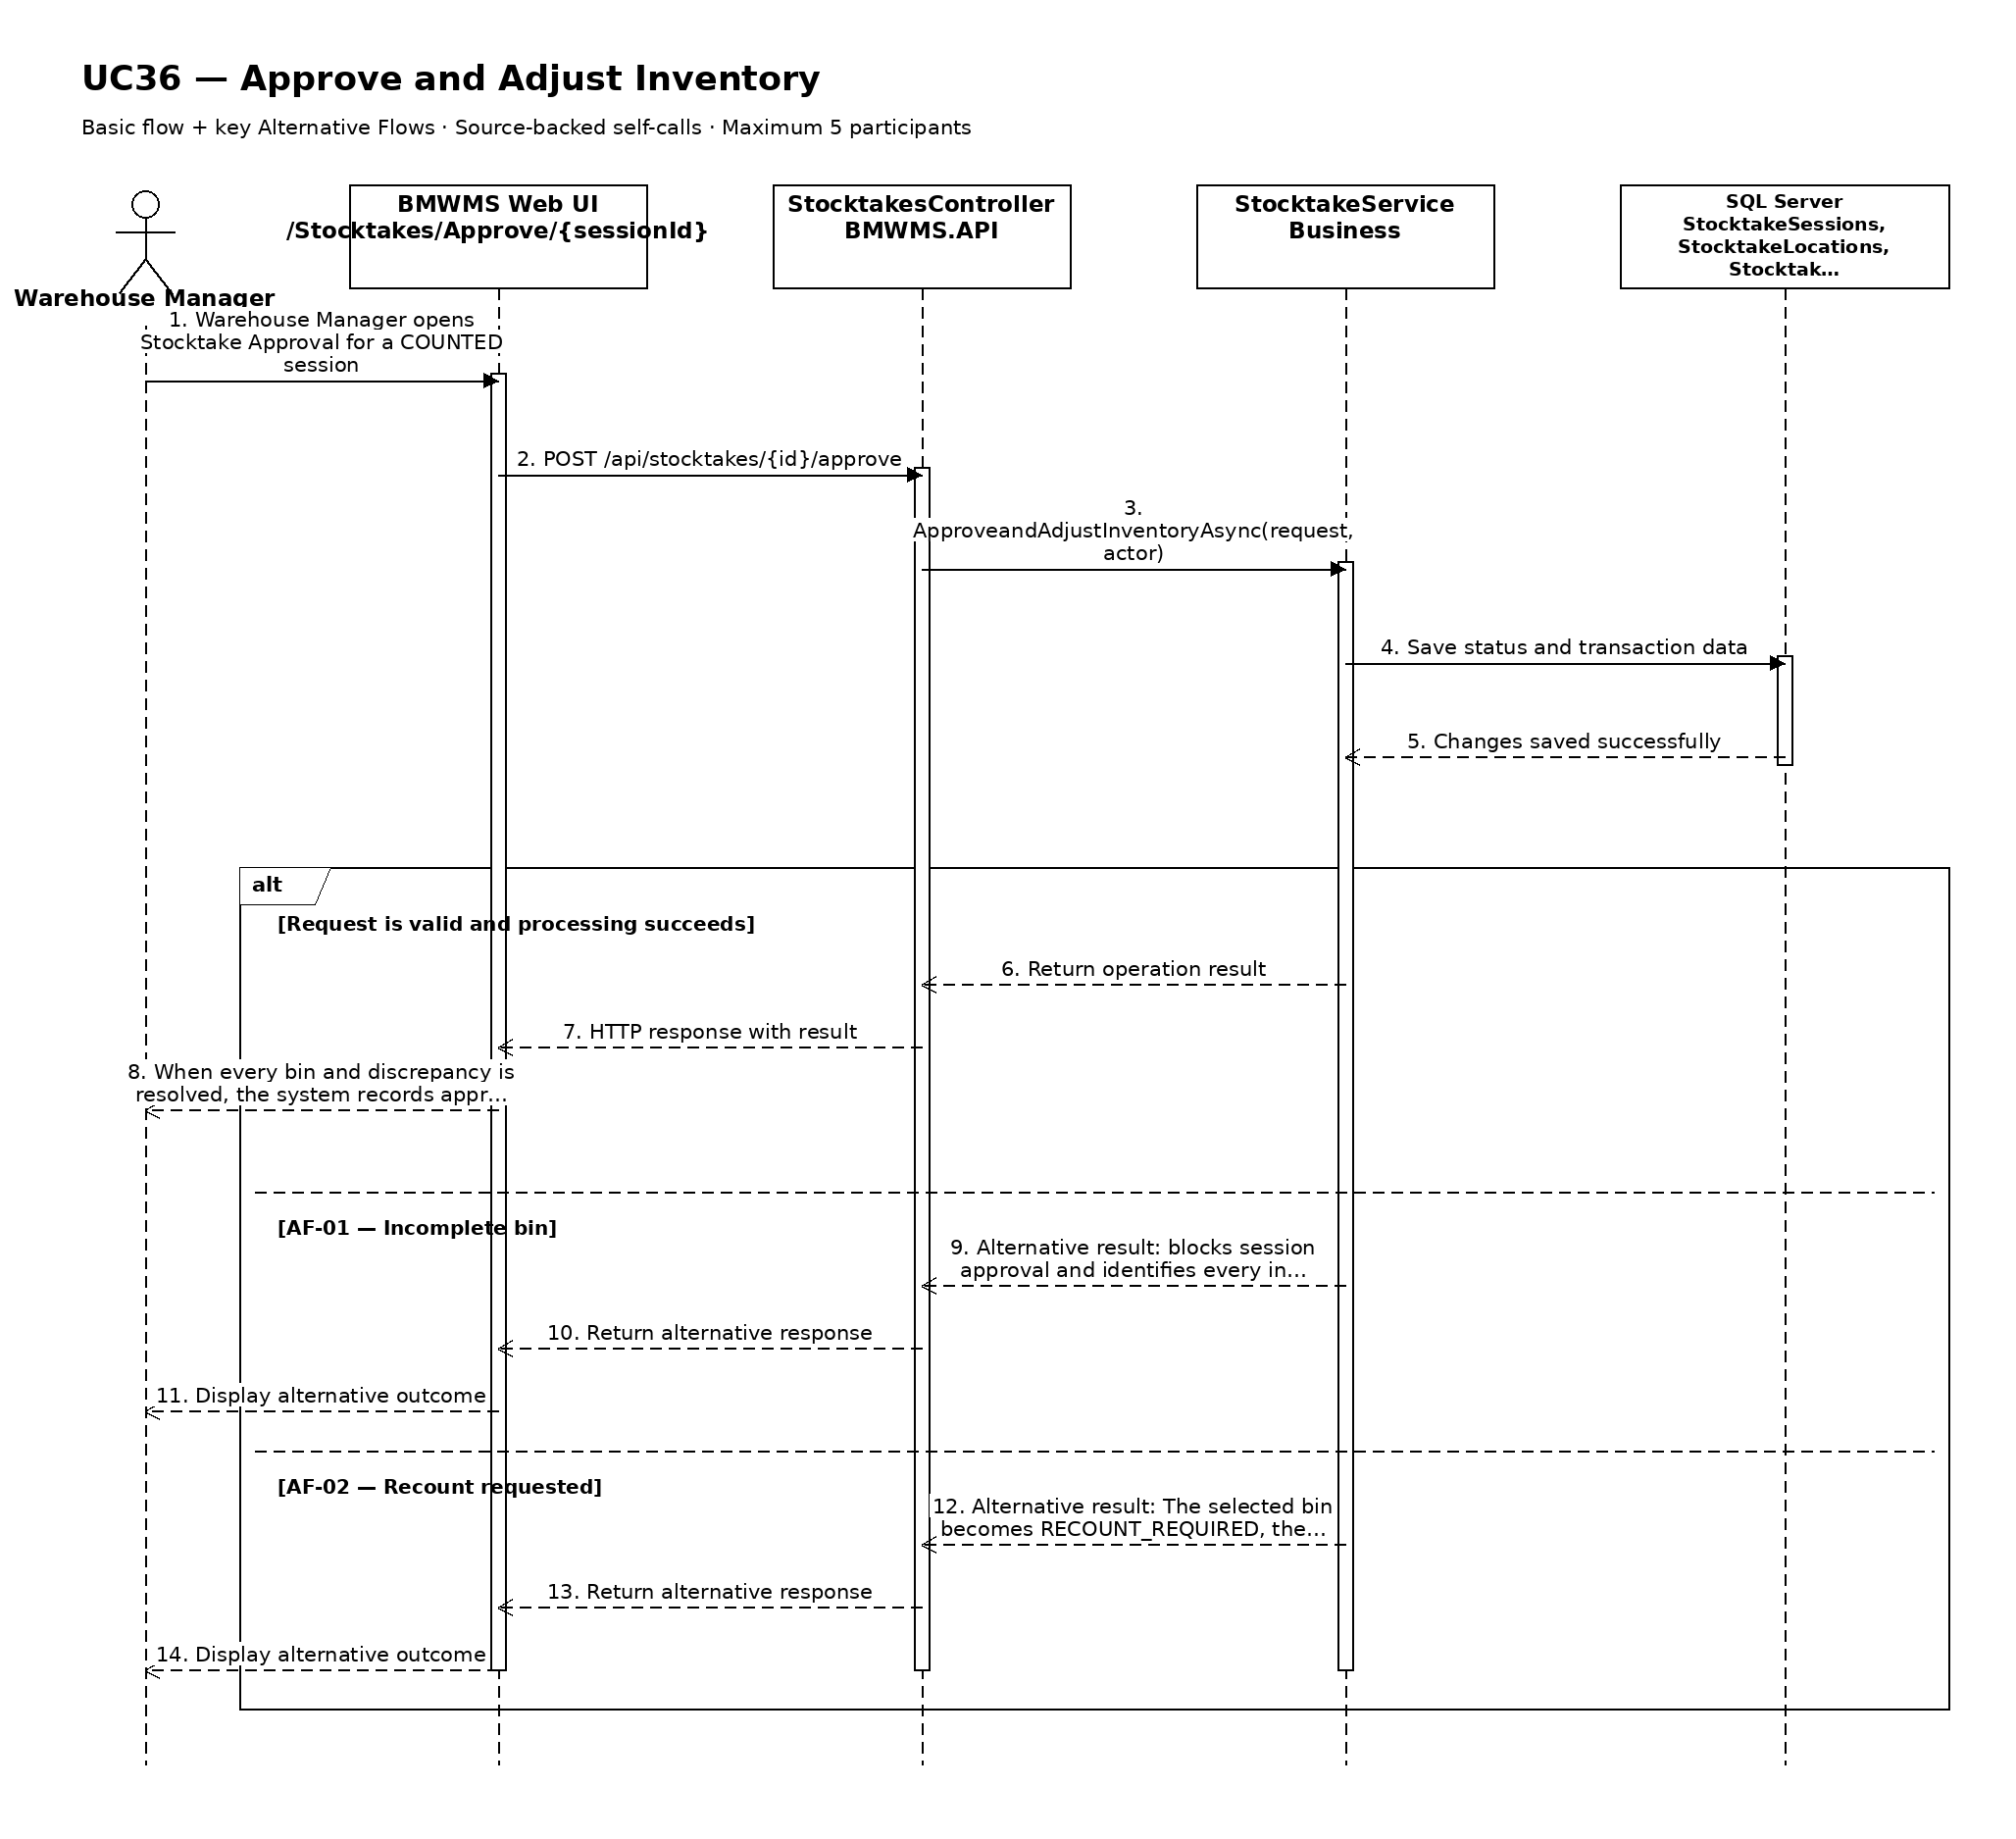 UC36 — Approve and Adjust Inventory
Basic flow + key Alternative Flows · Source-backed self-calls · Maximum 5 participants
Warehouse Manager
BMWMS Web UI
/Stocktakes/Approve/{sessionId}
StocktakesController
BMWMS.API
StocktakeService
Business
SQL Server
StocktakeSessions,
StocktakeLocations,
Stocktak…
1. Warehouse Manager opens
Stocktake Approval for a COUNTED
session
2. POST /api/stocktakes/{id}/approve
3.
ApproveandAdjustInventoryAsync(request,
actor)
4. Save status and transaction data
5. Changes saved successfully
alt
[Request is valid and processing succeeds]
6. Return operation result
7. HTTP response with result
8. When every bin and discrepancy is
resolved, the system records appr…
[AF-01 — Incomplete bin]
9. Alternative result: blocks session
approval and identifies every in…
10. Return alternative response
11. Display alternative outcome
[AF-02 — Recount requested]
12. Alternative result: The selected bin
becomes RECOUNT_REQUIRED, the…
13. Return alternative response
14. Display alternative outcome